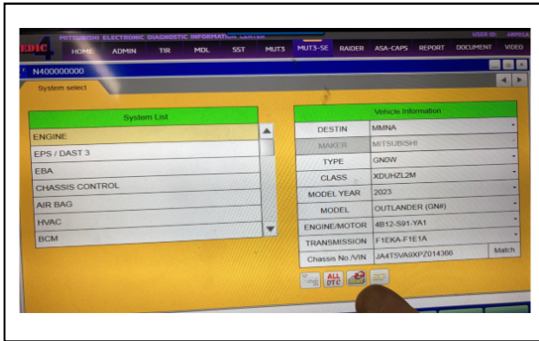 MITSUBISHI ELECTRONIC DIAGNOSTIC INFORMATION CENTER
USER ID:
EDIC HOME ADMIN TIR MDL SST MUT3 MUT3-SE RAIDER ASA-CAPS REPORT DOCUMENT VIDEO
N400000000
System select
System List
ENGINE
EPS / DAST 3
EBA
CHASSIS CONTROL
AIR BAG
HVAC
BCM
Vehicle Information
DESTIN MMNA
MAKER MITSUBISHI
TYPE GN0W
CLASS XDUHZL2M
MODEL YEAR 2023
MODEL OUTLANDER (GN#)
ENGINE/MOTOR 4B12-S91-YA1
TRANSMISSION F1EKA-F1E1A
Chassis No./VIN JA4T5VA9XPZ014366 Match
ALL DTC